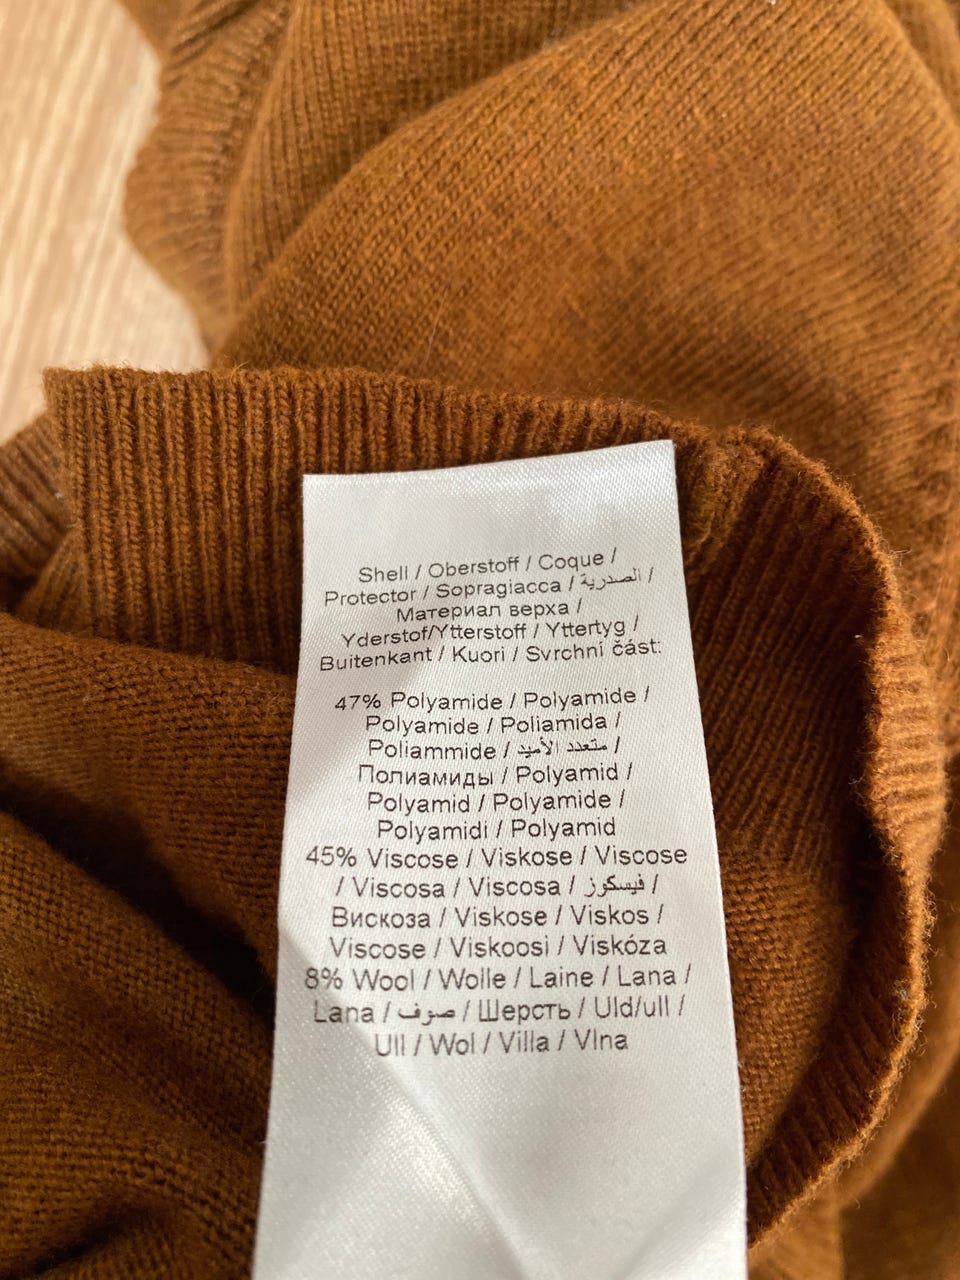 Shell / Oberstoff / Coque /
Protector / Sopragiacca / الصدرية /
Материал верха /
Yderstof/Ytterstoff / Yttertyg /
Buitenkant / Kuori / Svrchní část:
47% Polyamide / Polyamide /
Polyamide / Poliamida /
Poliammide / متعدد الأميد /
Полиамиды / Polyamid /
Polyamid / Polyamide /
Polyamidi / Polyamid
45% Viscose / Viskose / Viscose
/ Viscosa / Viscosa / فيسكوز /
Вискоза / Viskose / Viskos /
Viscose / Viskoosi / Viskóza
8% Wool / Wolle / Laine / Lana /
Lana / صوف / Шерсть / Uld/ull /
Ull / Wol / Villa / Vlna